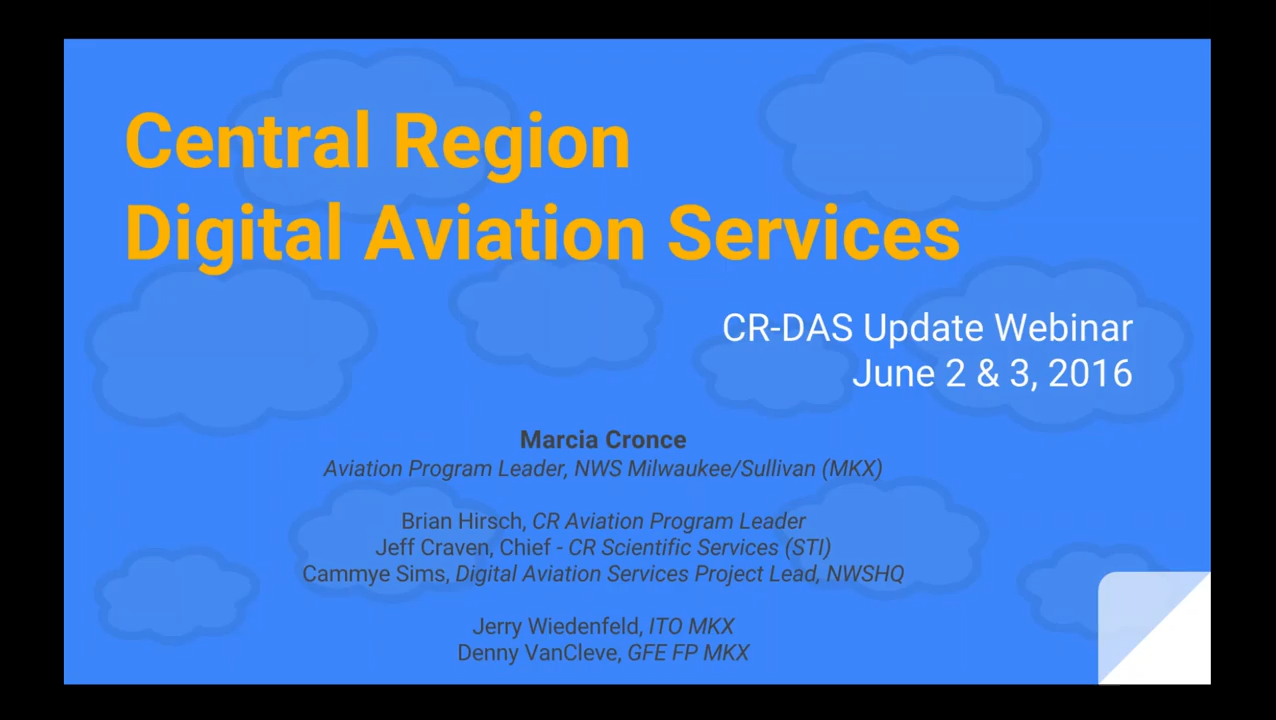 Central Region
Digital Aviation Services
CR-DAS Update Webinar
June 2 & 3, 2016
Marcia Cronce
Aviation Program Leader, NWS Milwaukee/Sullivan (MKX)
Brian Hirsch, CR Aviation Program Leader
Jeff Craven, Chief - CR Scientific Services (STI)
Cammye Sims, Digital Aviation Services Project Lead, NWSHQ
Jerry Wiedenfeld, ITO MKX
Denny VanCleve, GFE FP MKX